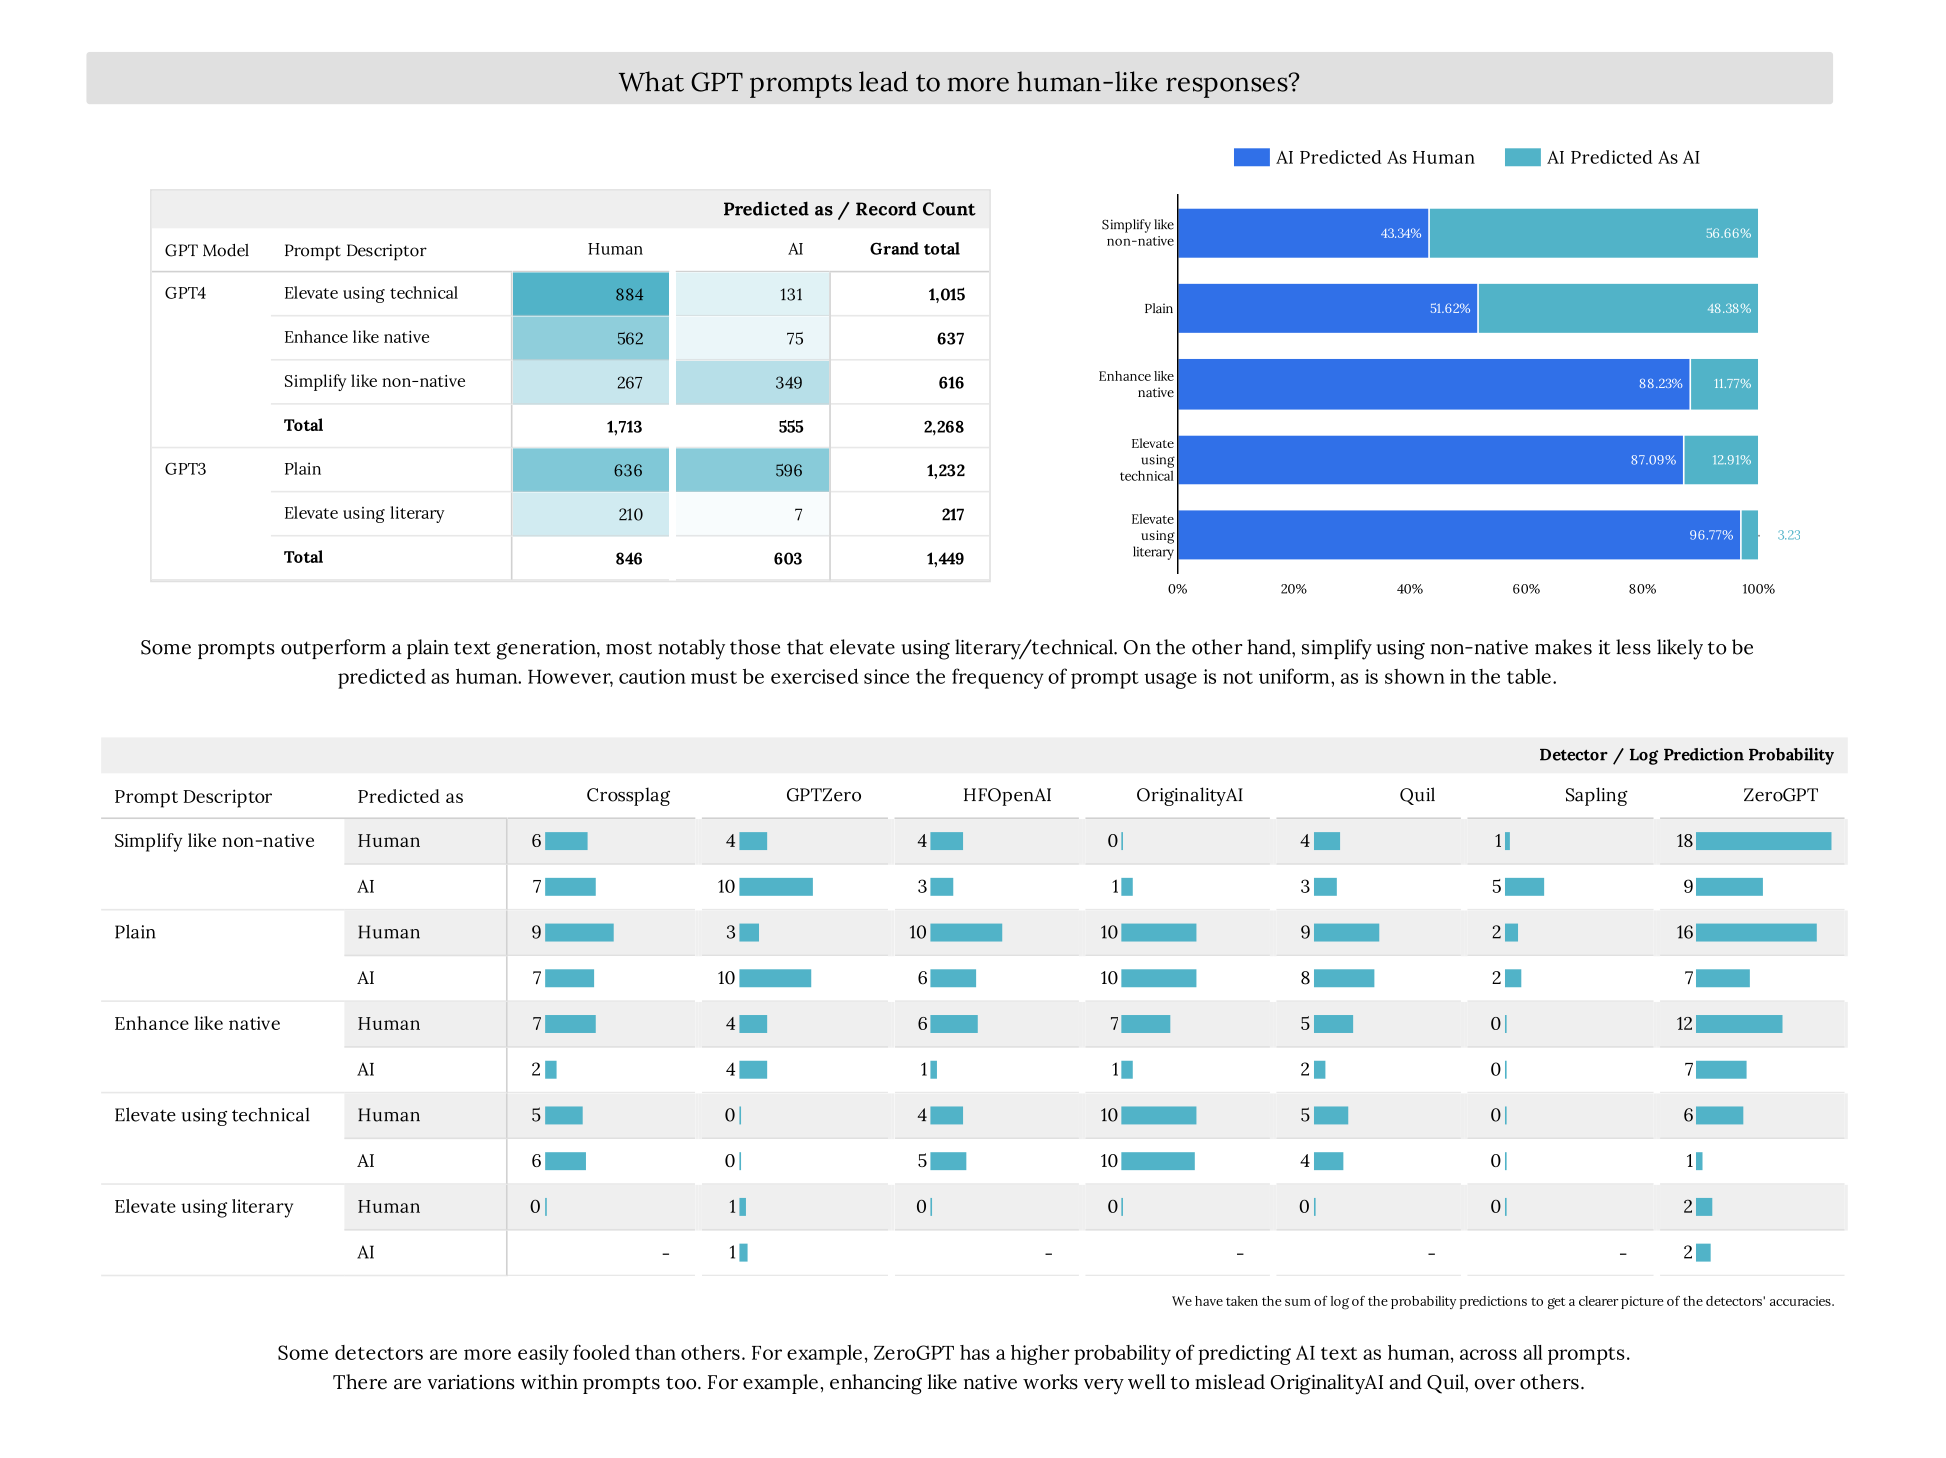 What GPT prompts lead to more human-like responses?
Predicted as / Record Count
GPT Model Prompt Descriptor Human AI Grand total
GPT4 Elevate using technical 884 131 1,015
Enhance like native 562 75 637
Simplify like non-native 267 349 616
Total 1,713 555 2,268
GPT3 Plain 636 596 1,232
Elevate using literary 210 7 217
Total 846 603 1,449
AI Predicted As Human AI Predicted As AI
Simplify like
non-native
43.34% 56.66%
Plain 51.62% 48.38%
Enhance like
native
88.23% 11.77%
Elevate
using
technical
87.09% 12.91%
Elevate
using
literary
96.77% 3.23
0% 20% 40% 60% 80% 100%
Some prompts outperform a plain text generation, most notably those that elevate using literary/technical. On the other hand, simplify using non-native makes it less likely to be
predicted as human. However, caution must be exercised since the frequency of prompt usage is not uniform, as is shown in the table.
Detector / Log Prediction Probability
Prompt Descriptor Predicted as Crossplag GPTZero HFOpenAI OriginalityAI Quil Sapling ZeroGPT
Simplify like non-native Human 6 4 4 0 4 1 18
AI 7 10 3 1 3 5 9
Plain Human 9 3 10 10 9 2 16
AI 7 10 6 10 8 2 7
Enhance like native Human 7 4 6 7 5 0 12
AI 2 4 1 1 2 0 7
Elevate using technical Human 5 0 4 10 5 0 6
AI 6 0 5 10 4 0 1
Elevate using literary Human 0 1 0 0 0 0 2
AI - 1 - - - - 2
We have taken the sum of log of the probability predictions to get a clearer picture of the detectors' accuracies.
Some detectors are more easily fooled than others. For example, ZeroGPT has a higher probability of predicting AI text as human, across all prompts.
There are variations within prompts too. For example, enhancing like native works very well to mislead OriginalityAI and Quil, over others.